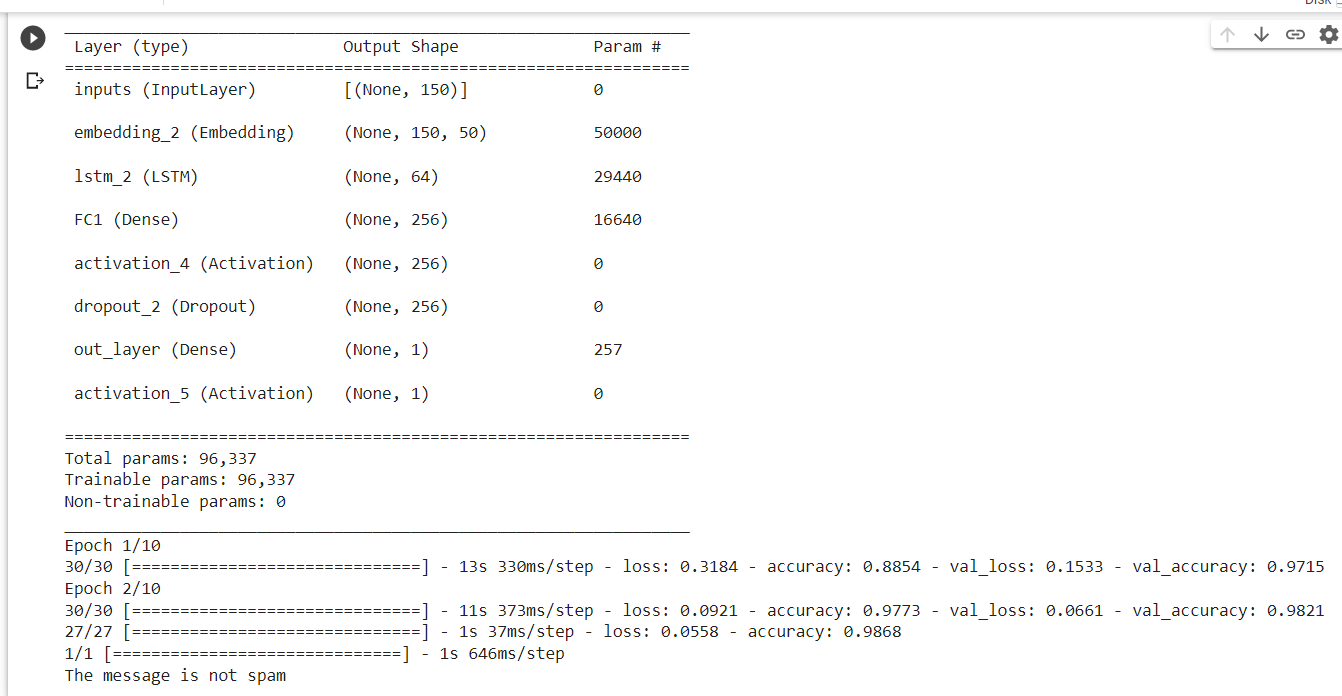 Disk
Layer (type) Output Shape Param #
=================================================================
inputs (InputLayer) [(None, 150)] 0
embedding_2 (Embedding) (None, 150, 50) 50000
lstm_2 (LSTM) (None, 64) 29440
FC1 (Dense) (None, 256) 16640
activation_4 (Activation) (None, 256) 0
dropout_2 (Dropout) (None, 256) 0
out_layer (Dense) (None, 1) 257
activation_5 (Activation) (None, 1) 0
=================================================================
Total params: 96,337
Trainable params: 96,337
Non-trainable params: 0
_________________________________________________________________
Epoch 1/10
30/30 [==============================] - 13s 330ms/step - loss: 0.3184 - accuracy: 0.8854 - val_loss: 0.1533 - val_accuracy: 0.9715
Epoch 2/10
30/30 [==============================] - 11s 373ms/step - loss: 0.0921 - accuracy: 0.9773 - val_loss: 0.0661 - val_accuracy: 0.9821
27/27 [==============================] - 1s 37ms/step - loss: 0.0558 - accuracy: 0.9868
1/1 [==============================] - 1s 646ms/step
The message is not spam